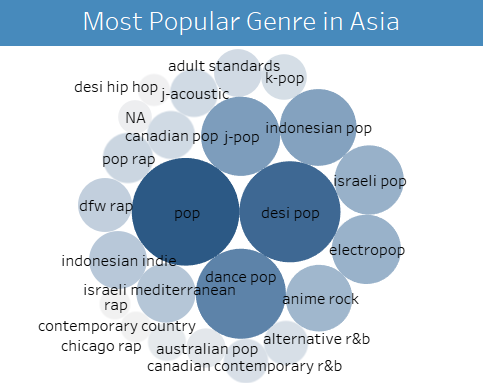 Most Popular Genre in Asia
adult standards
k-pop
desi hip hop
j-acoustic
NA
canadian pop
j-pop
indonesian pop
pop rap
israeli pop
dfw rap
pop
desi pop
electropop
indonesian indie
dance pop
israeli mediterranean
anime rock
rap
contemporary country
chicago rap
alternative r&b
australian pop
canadian contemporary r&b